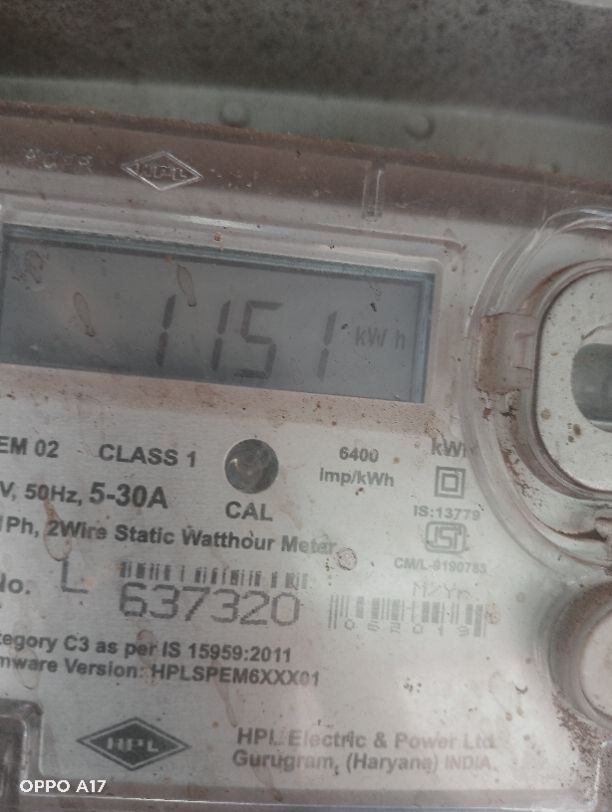 HPL
1151 kWh
EM 02 CLASS 1
6400
imp/kWh
kWh
V, 50Hz, 5-30A
CAL
IS:13779
1Ph, 2Wire Static Watthour Meter
CM/L-9190783
No. L 637320
tegory C3 as per IS 15959:2011
mware Version: HPLSPEM6XXX01
HPL
HPL Electric & Power Ltd
Gurugram, (Haryana) INDIA
OPPO A17